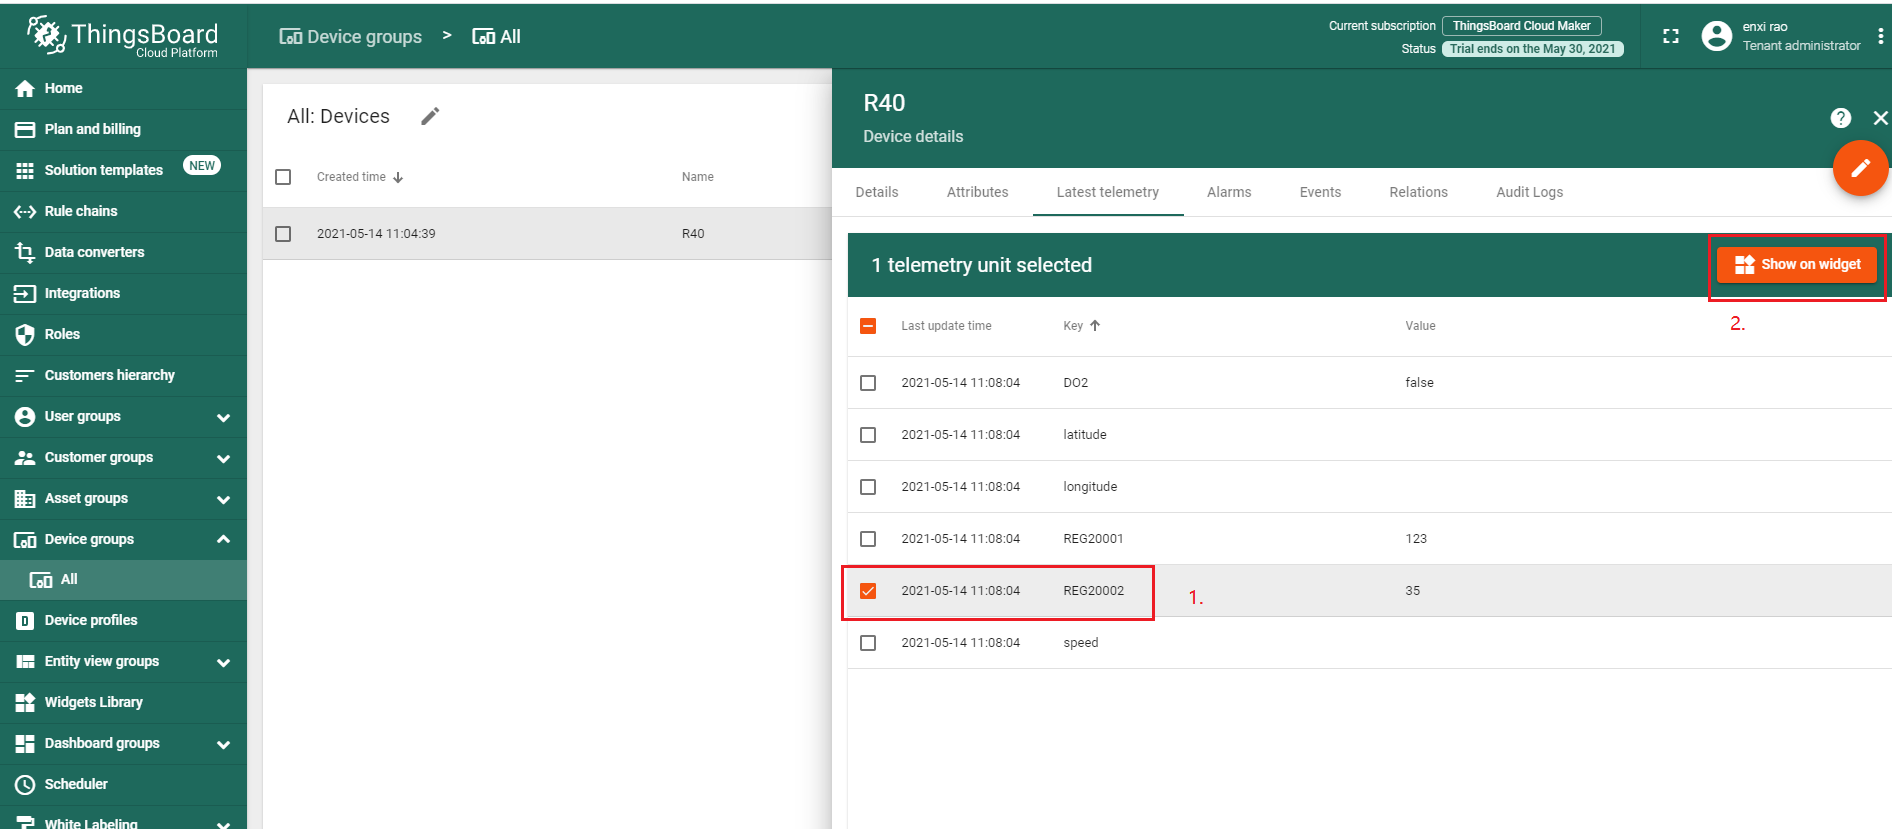 ThingsBoard
Cloud Platform
Device groups > All
Current subscription ThingsBoard Cloud Maker
Status Trial ends on the May 30, 2021
enxi rao
Tenant administrator
Home
Plan and billing
Solution templates NEW
Rule chains
Data converters
Integrations
Roles
Customers hierarchy
User groups
Customer groups
Asset groups
Device groups
All
Device profiles
Entity view groups
Widgets Library
Dashboard groups
Scheduler
White Labeling
All: Devices
Created time Name
2021-05-14 11:04:39 R40
R40
Device details
Details Attributes Latest telemetry Alarms Events Relations Audit Logs
1 telemetry unit selected Show on widget
2.
Last update time Key Value
2021-05-14 11:08:04 DO2 false
2021-05-14 11:08:04 latitude
2021-05-14 11:08:04 longitude
2021-05-14 11:08:04 REG20001 123
2021-05-14 11:08:04 REG20002 1. 35
2021-05-14 11:08:04 speed